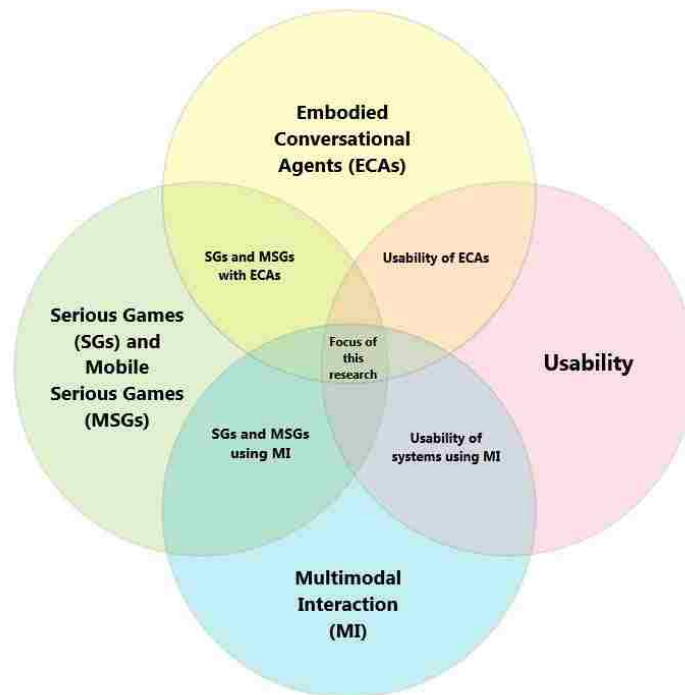 Embodied
Conversational
Agents (ECAs)
SGs and MSGs
with ECAs
Usability of ECAs
Serious Games
(SGs) and
Mobile
Serious Games
(MSGs)
Focus of
this
research
Usability
SGs and MSGs
using MI
Usability of
systems using MI
Multimodal
Interaction
(MI)